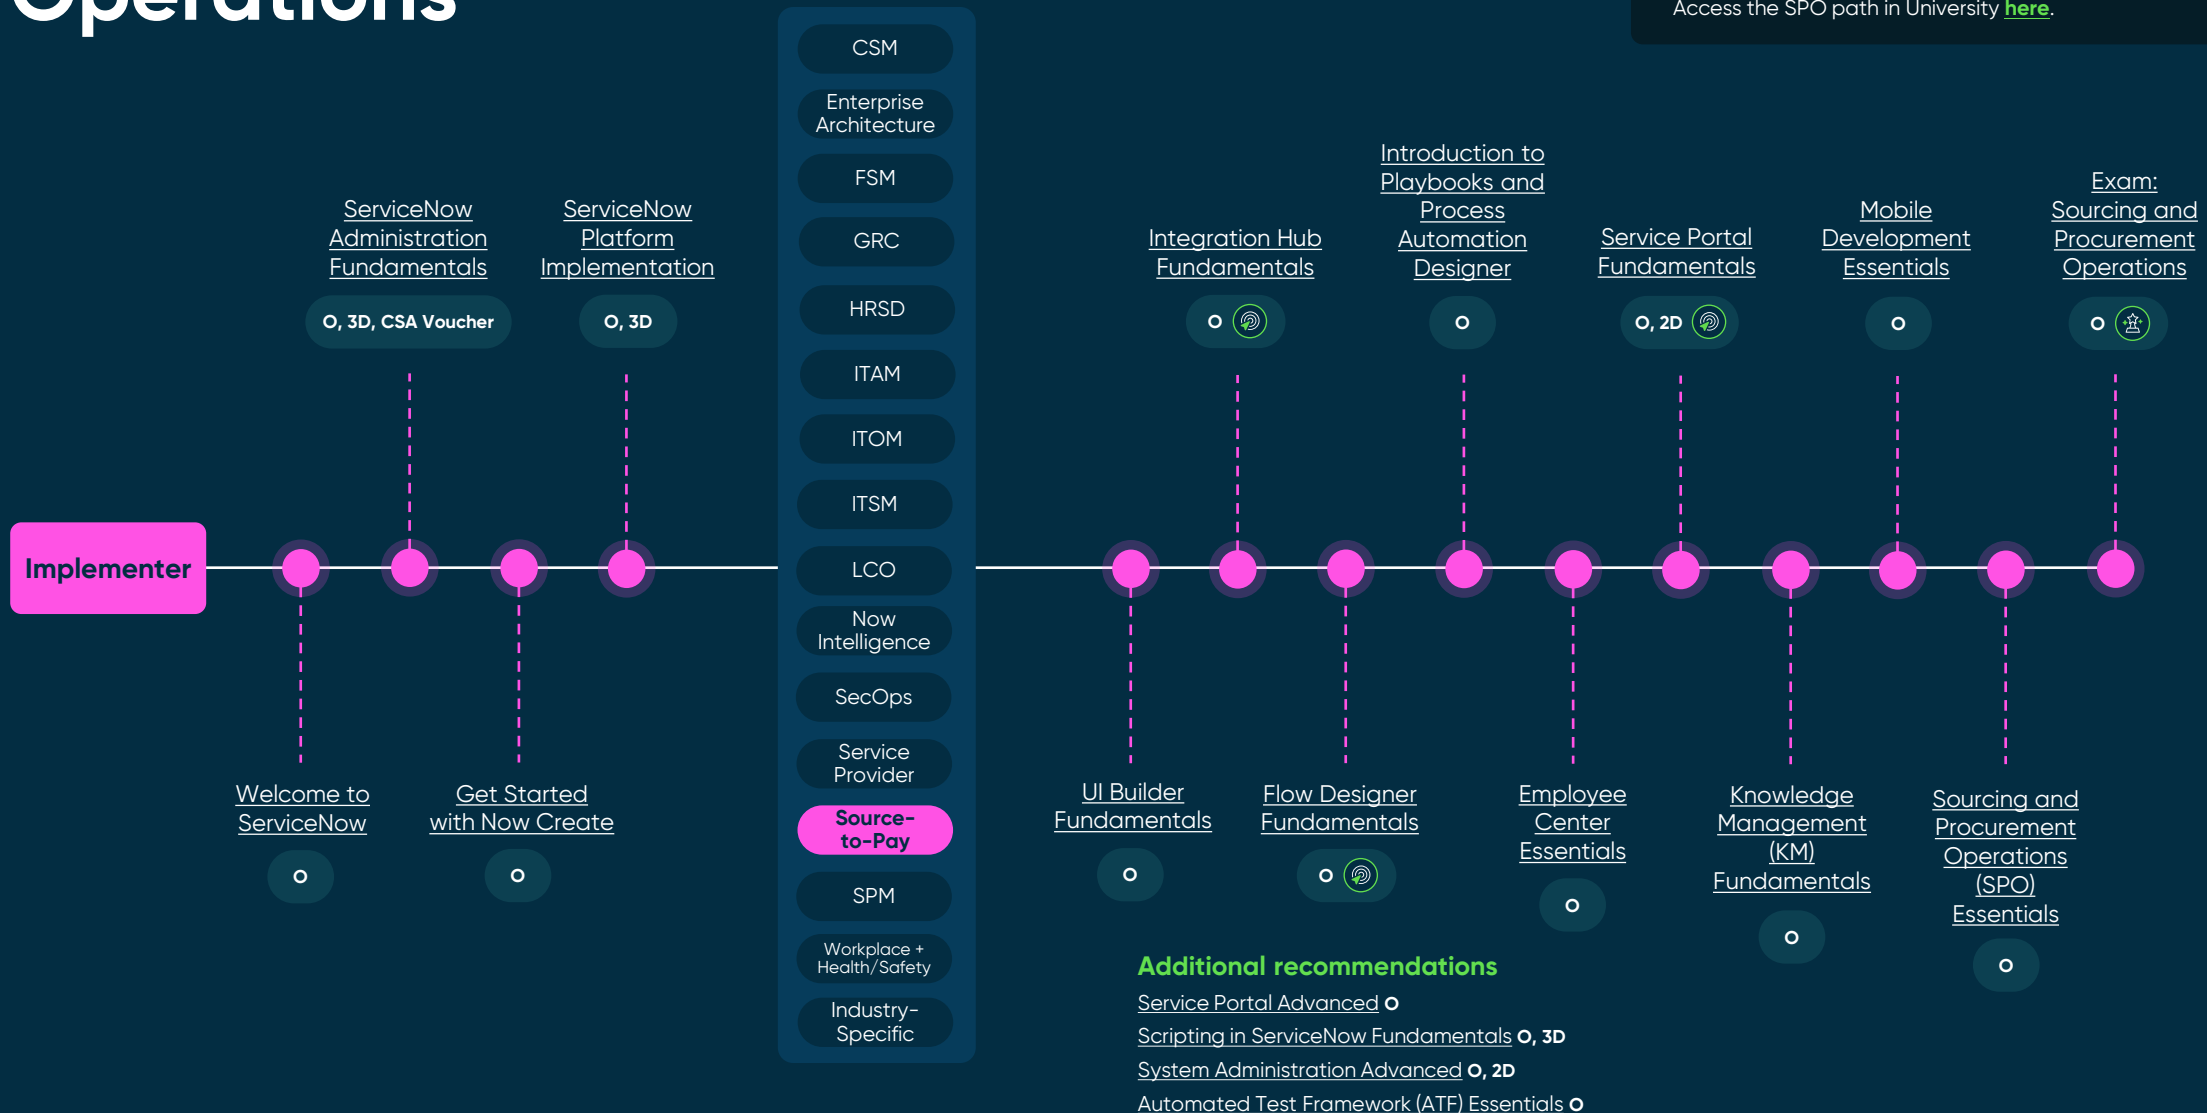 Operations
Access the SPO path in University here.
CSM
Enterprise
Architecture
FSM
GRC
HRSD
ITAM
ITOM
ITSM
LCO
Now
Intelligence
SecOps
Service
Provider
Source-
to-Pay
SPM
Workplace +
Health/Safety
Industry-
Specific
Implementer
Welcome to
ServiceNow
O
ServiceNow
Administration
Fundamentals
O, 3D, CSA Voucher
Get Started
with Now Create
O
ServiceNow
Platform
Implementation
O, 3D
UI Builder
Fundamentals
O
Integration Hub
Fundamentals
O
Flow Designer
Fundamentals
O
Introduction to
Playbooks and
Process
Automation
Designer
O
Employee
Center
Essentials
O
Service Portal
Fundamentals
O, 2D
Knowledge
Management
(KM)
Fundamentals
O
Mobile
Development
Essentials
O
Sourcing and
Procurement
Operations
(SPO)
Essentials
O
Exam:
Sourcing and
Procurement
Operations
O
Additional recommendations
Service Portal Advanced O
Scripting in ServiceNow Fundamentals O, 3D
System Administration Advanced O, 2D
Automated Test Framework (ATF) Essentials O